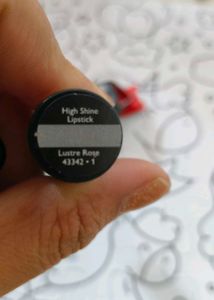 High Shine
Lipstick
Lustre Rose
43342 • 1